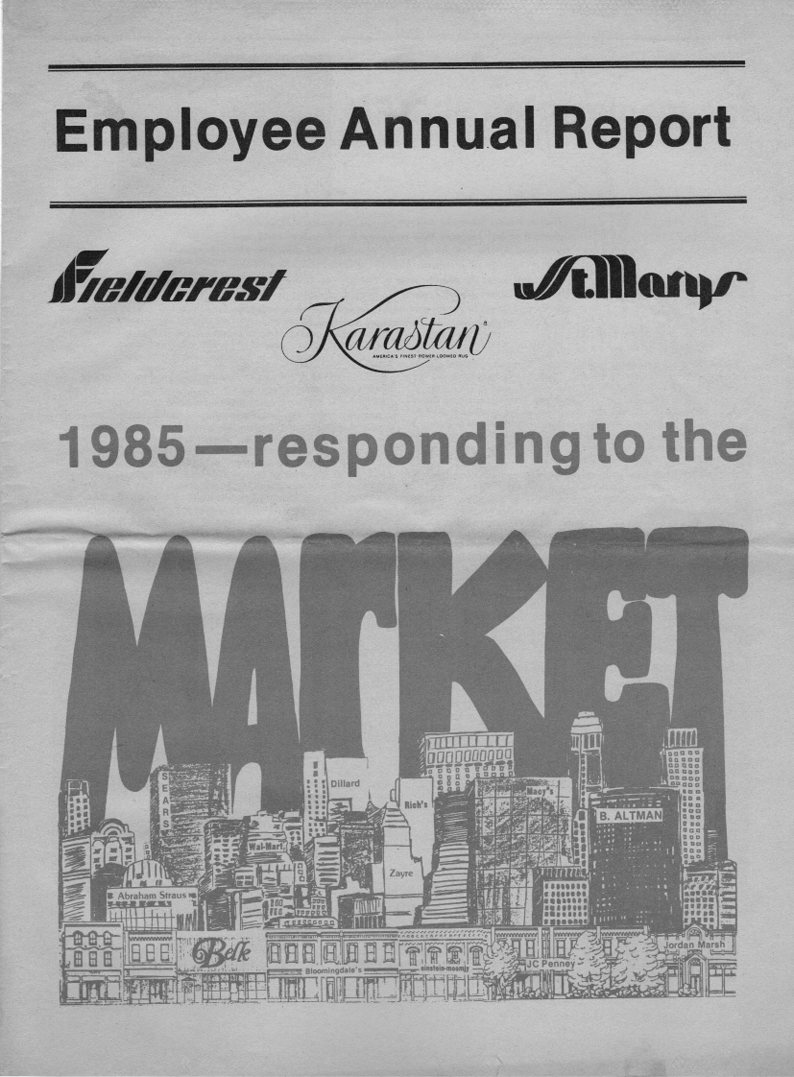 Employee Annual Report
Fieldcrest
St. Marys
Karastan®
AMERICA'S FINEST POWER-LOOMED RUG
1985—responding to the
MARKET
SEARS
Dillard
Rich's
Macy's
B. ALTMAN
Wal-Mart
Zayre
Abraham Straus
Belk
Bloomingdale's
JC Penney
Jordan Marsh